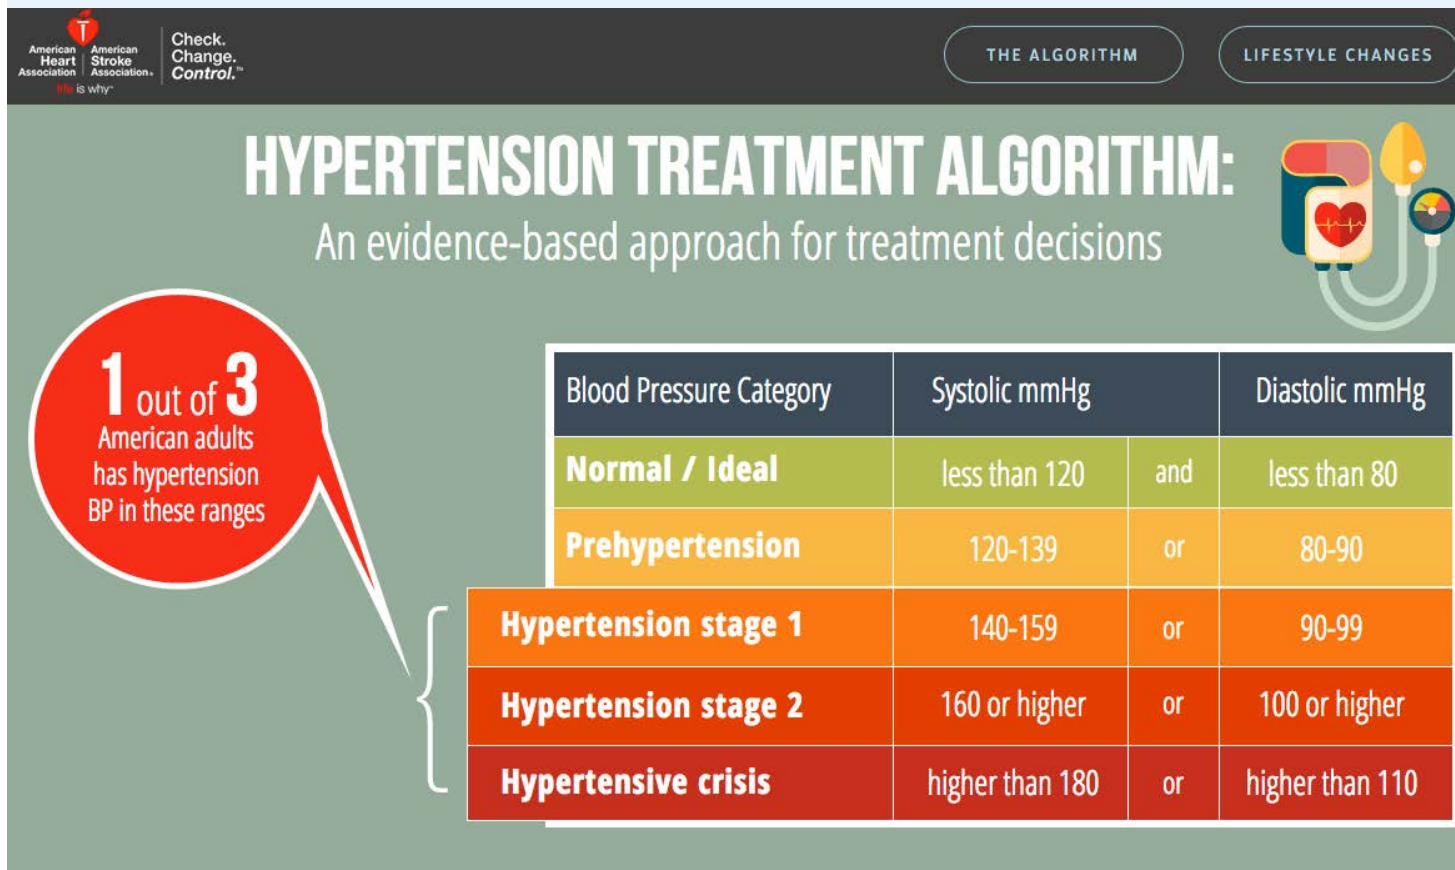 American Heart Association
American Stroke Association®
life is why™
Check.
Change.
Control.™
THE ALGORITHM
LIFESTYLE CHANGES
HYPERTENSION TREATMENT ALGORITHM:
An evidence-based approach for treatment decisions
1 out of 3
American adults
has hypertension
BP in these ranges
Blood Pressure Category Systolic mmHg Diastolic mmHg
Normal / Ideal less than 120 and less than 80
Prehypertension 120-139 or 80-90
Hypertension stage 1 140-159 or 90-99
Hypertension stage 2 160 or higher or 100 or higher
Hypertensive crisis higher than 180 or higher than 110